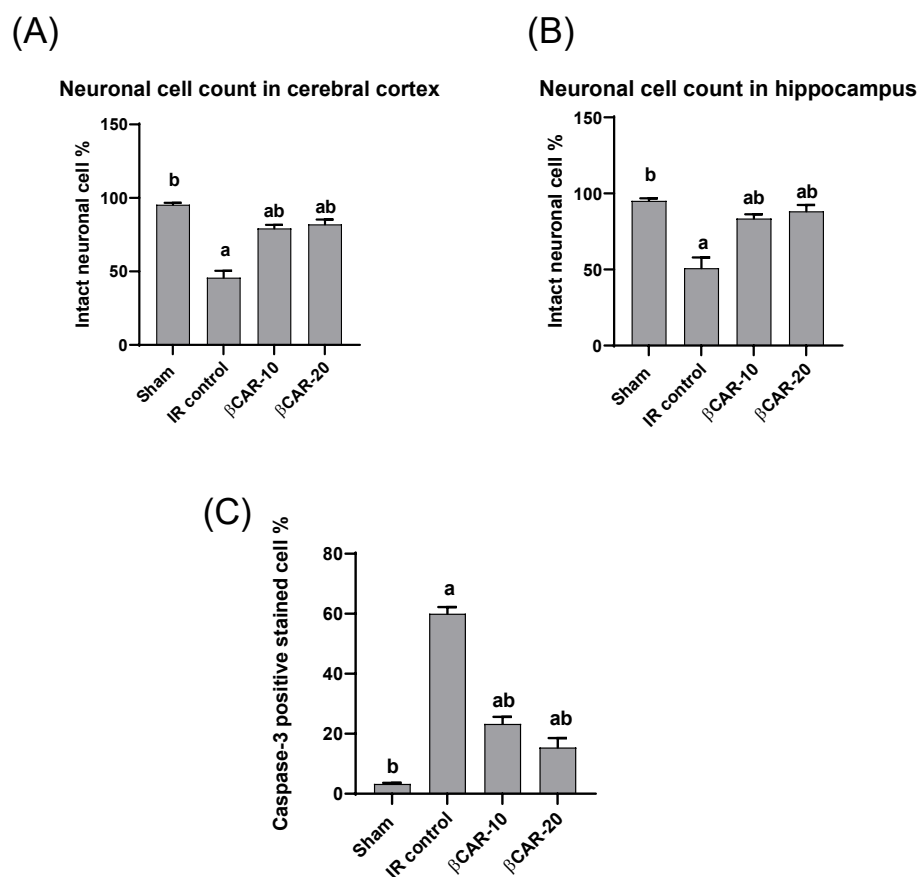 (A)
Neuronal cell count in cerebral cortex
Intact neuronal cell %
150
100
50
0
b
a
ab
ab
Sham
IR control
βCAR-10
βCAR-20
(B)
Neuronal cell count in hippocampus
Intact neuronal cell %
150
100
50
0
b
a
ab
ab
Sham
IR control
βCAR-10
βCAR-20
(C)
Caspase-3 positive stained cell %
80
60
40
20
0
b
a
ab
ab
Sham
IR control
βCAR-10
βCAR-20